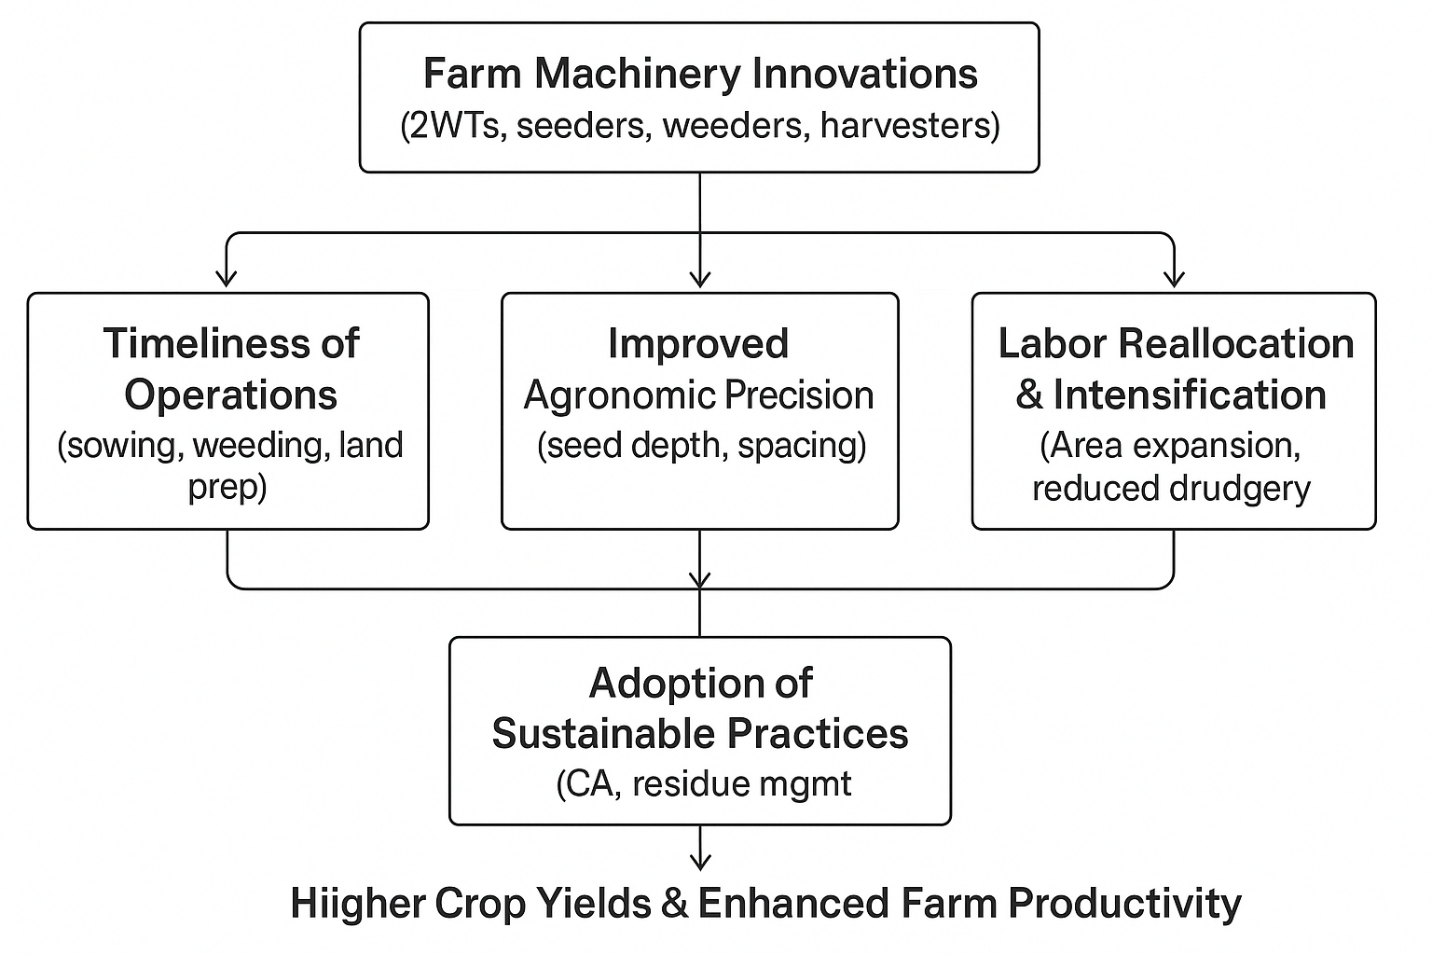 Farm Machinery Innovations
(2WTs, seeders, weeders, harvesters)
Timeliness of
Operations
(sowing, weeding, land
prep)
Improved
Agronomic Precision
(seed depth, spacing)
Labor Reallocation
& Intensification
(Area expansion,
reduced drudgery
Adoption of
Sustainable Practices
(CA, residue mgmt
Hiigher Crop Yields & Enhanced Farm Productivity